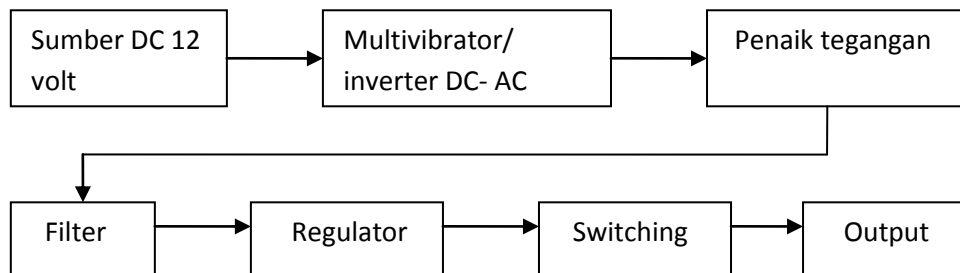 Sumber DC 12
volt
Multivibrator/
inverter DC- AC
Penaik tegangan
Filter
Regulator
Switching
Output